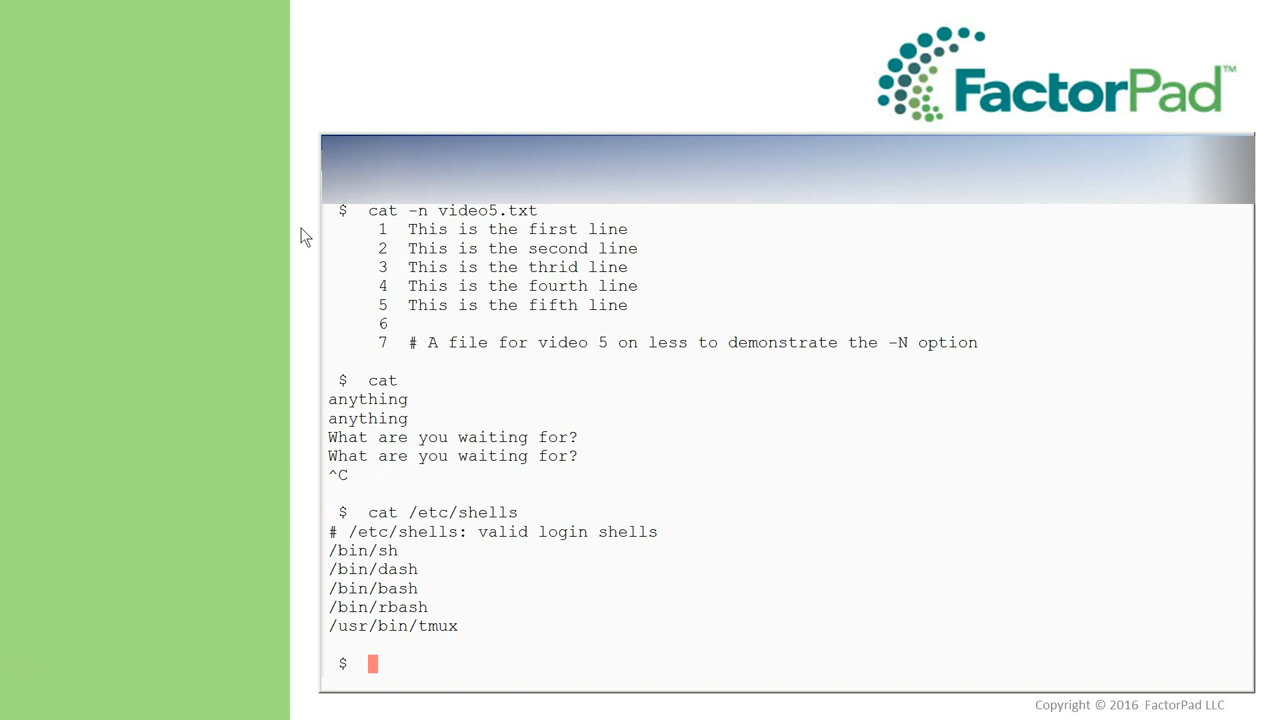 FactorPad™
$ cat -n video5.txt
1 This is the first line
2 This is the second line
3 This is the thrid line
4 This is the fourth line
5 This is the fifth line
6
7 # A file for video 5 on less to demonstrate the -N option
$ cat
anything
anything
What are you waiting for?
What are you waiting for?
^C
$ cat /etc/shells
# /etc/shells: valid login shells
/bin/sh
/bin/dash
/bin/bash
/bin/rbash
/usr/bin/tmux
$
Copyright © 2016 FactorPad LLC